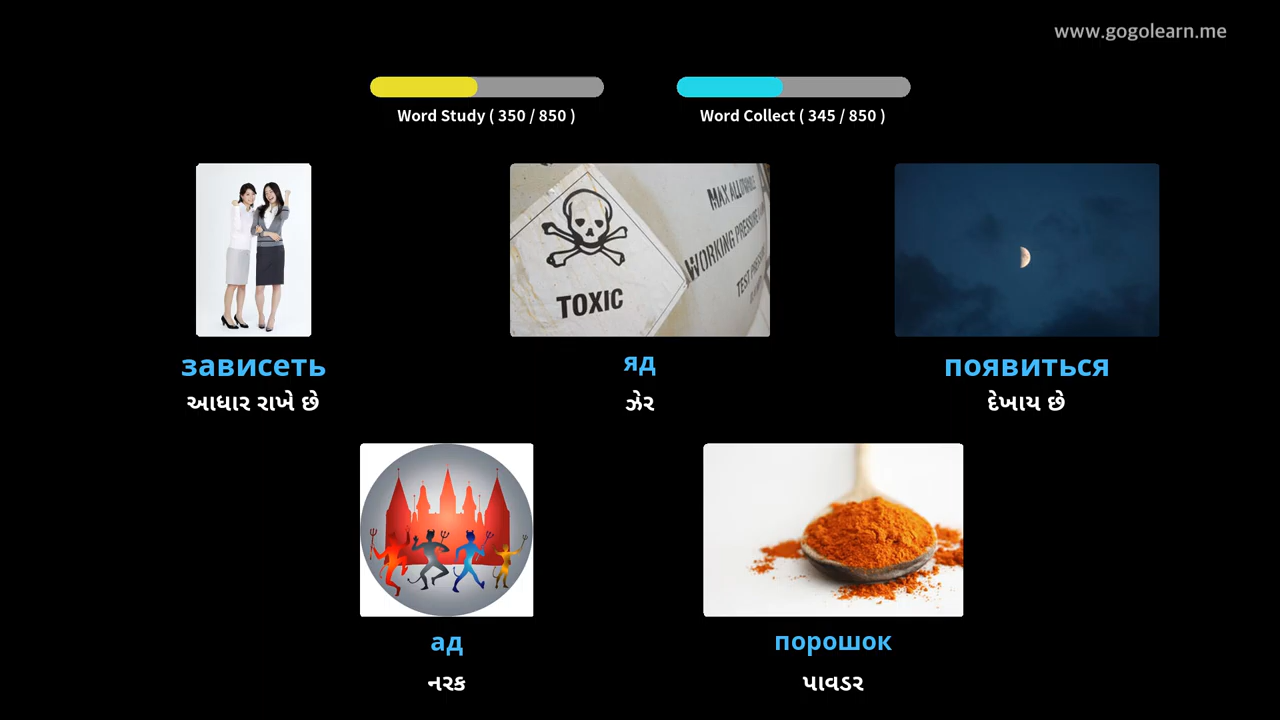 www.gogolearn.me
Word Study ( 350 / 850 )
Word Collect ( 345 / 850 )
MAX ALLOWABLE
WORKING PRESSURE
TEST
TOXIC
зависеть
яд
появиться
આધાર રાખે છે
ઝેર
દેખાય છે
ад
порошок
નરક
પાવડર